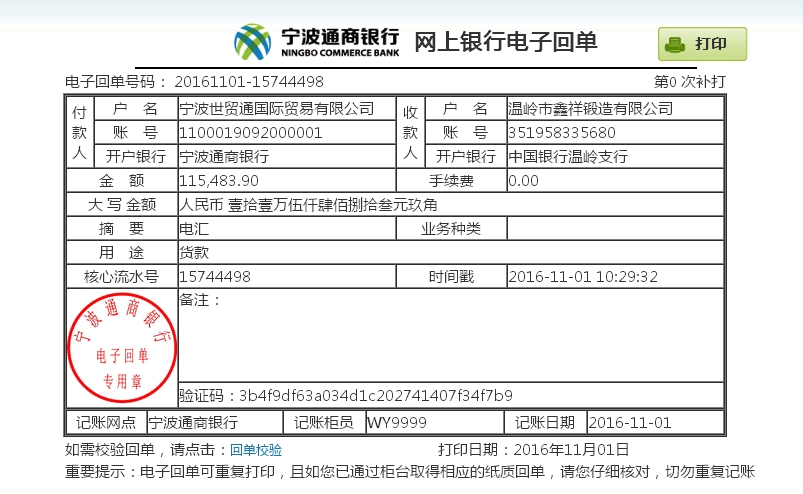 宁波通商银行
NINGBO COMMERCE BANK
网上银行电子回单
打印
电子回单号码： 20161101-15744498 第0 次补打
付款人 户 名 宁波世贸通国际贸易有限公司 收款人 户 名 温岭市鑫祥锻造有限公司
账 号 1100019092000001 账 号 351958335680
开户银行 宁波通商银行 开户银行 中国银行温岭支行
金 额 115,483.90 手续费 0.00
大 写 金额 人民币 壹拾壹万伍仟肆佰捌拾叁元玖角
摘 要 电汇 业务种类
用 途 货款
核心流水号 15744498 时间戳 2016-11-01 10:29:32
宁波通商银行
电子回单
专用章
备注：
验证码：3b4f9df63a034d1c202741407f34f7b9
记账网点 宁波通商银行 记账柜员 WY9999 记账日期 2016-11-01
如需校验回单，请点击：回单校验 打印日期：2016年11月01日
重要提示：电子回单可重复打印，且如您已通过柜台取得相应的纸质回单，请您仔细核对，切勿重复记账